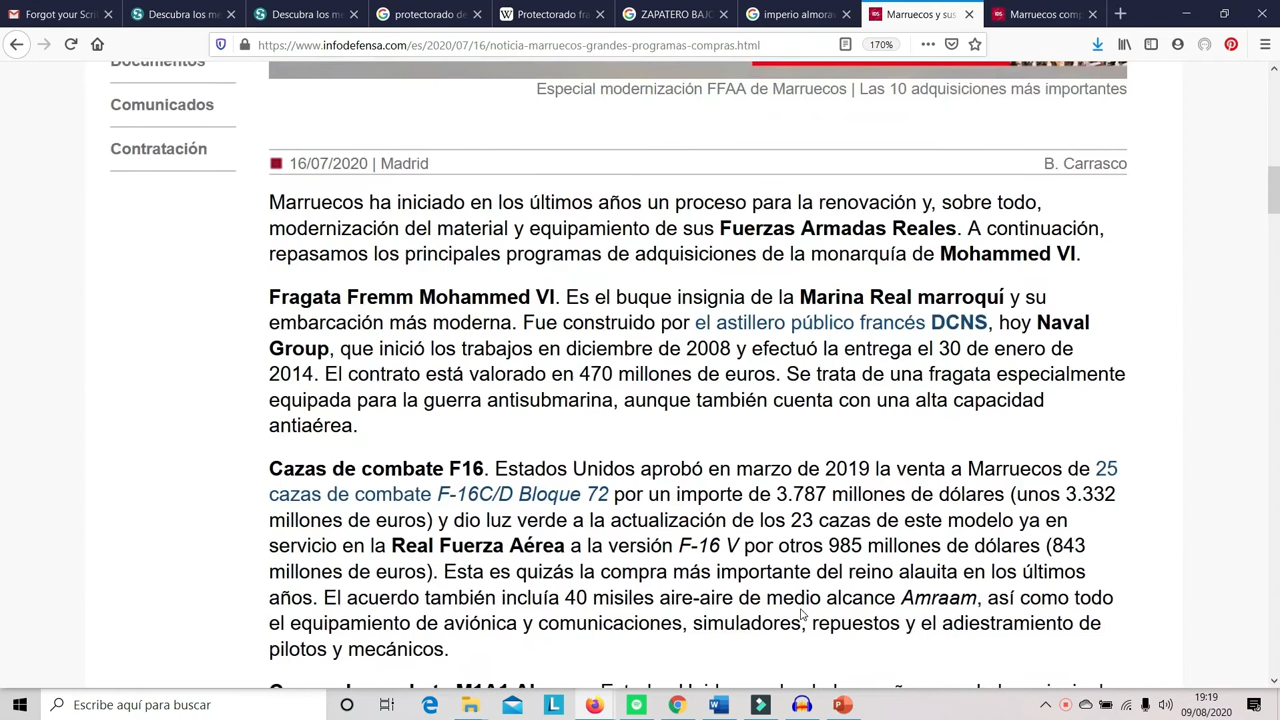 Forgot your Scri
Descubra los me
Descubra los me
protectorado de
Protectorado fra
ZAPATERO BAJO
imperio almorav
Marruecos y sus
Marruecos comp
https://www.infodefensa.com/es/2020/07/16/noticia-marruecos-grandes-programas-compras.html
170%
Documentos
Comunicados
Contratación
Especial modernización FFAA de Marruecos | Las 10 adquisiciones más importantes
16/07/2020 | Madrid
B. Carrasco
Marruecos ha iniciado en los últimos años un proceso para la renovación y, sobre todo,
modernización del material y equipamiento de sus Fuerzas Armadas Reales. A continuación,
repasamos los principales programas de adquisiciones de la monarquía de Mohammed VI.
Fragata Fremm Mohammed VI. Es el buque insignia de la Marina Real marroquí y su
embarcación más moderna. Fue construido por el astillero público francés DCNS, hoy Naval
Group, que inició los trabajos en diciembre de 2008 y efectuó la entrega el 30 de enero de
2014. El contrato está valorado en 470 millones de euros. Se trata de una fragata especialmente
equipada para la guerra antisubmarina, aunque también cuenta con una alta capacidad
antiaérea.
Cazas de combate F16. Estados Unidos aprobó en marzo de 2019 la venta a Marruecos de 25
cazas de combate F-16C/D Bloque 72 por un importe de 3.787 millones de dólares (unos 3.332
millones de euros) y dio luz verde a la actualización de los 23 cazas de este modelo ya en
servicio en la Real Fuerza Aérea a la versión F-16 V por otros 985 millones de dólares (843
millones de euros). Esta es quizás la compra más importante del reino alauita en los últimos
años. El acuerdo también incluía 40 misiles aire-aire de medio alcance Amraam, así como todo
el equipamiento de aviónica y comunicaciones, simuladores, repuestos y el adiestramiento de
pilotos y mecánicos.
Escribe aquí para buscar
19:19
09/08/2020